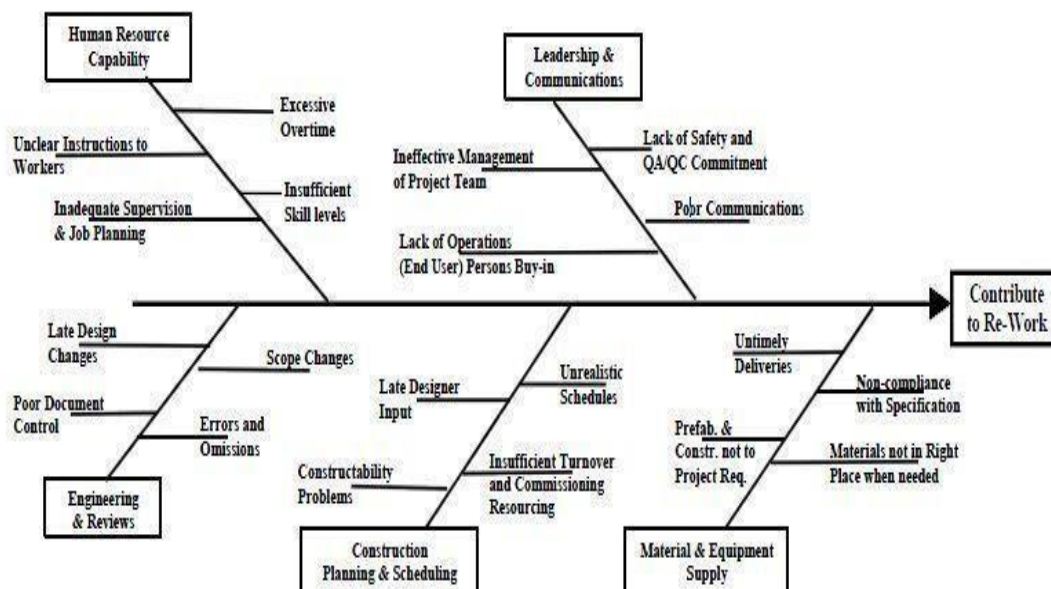 Human Resource
Capability
Excessive
Overtime
Unclear Instructions to
Workers
Insufficient
Skill levels
Inadequate Supervision
& Job Planning
Leadership &
Communications
Lack of Safety and
QA/QC Commitment
Ineffective Management
of Project Team
Poor Communications
Lack of Operations
(End User) Persons Buy-in
Contribute
to Re-Work
Late Design
Changes
Scope Changes
Poor Document
Control
Errors and
Omissions
Engineering
& Reviews
Unrealistic
Schedules
Late Designer
Input
Insufficient Turnover
and Commissioning
Resourcing
Constructability
Problems
Construction
Planning & Scheduling
Untimely
Deliveries
Non-compliance
with Specification
Prefab. &
Constr. not to
Project Req.
Materials not in Right
Place when needed
Material & Equipment
Supply